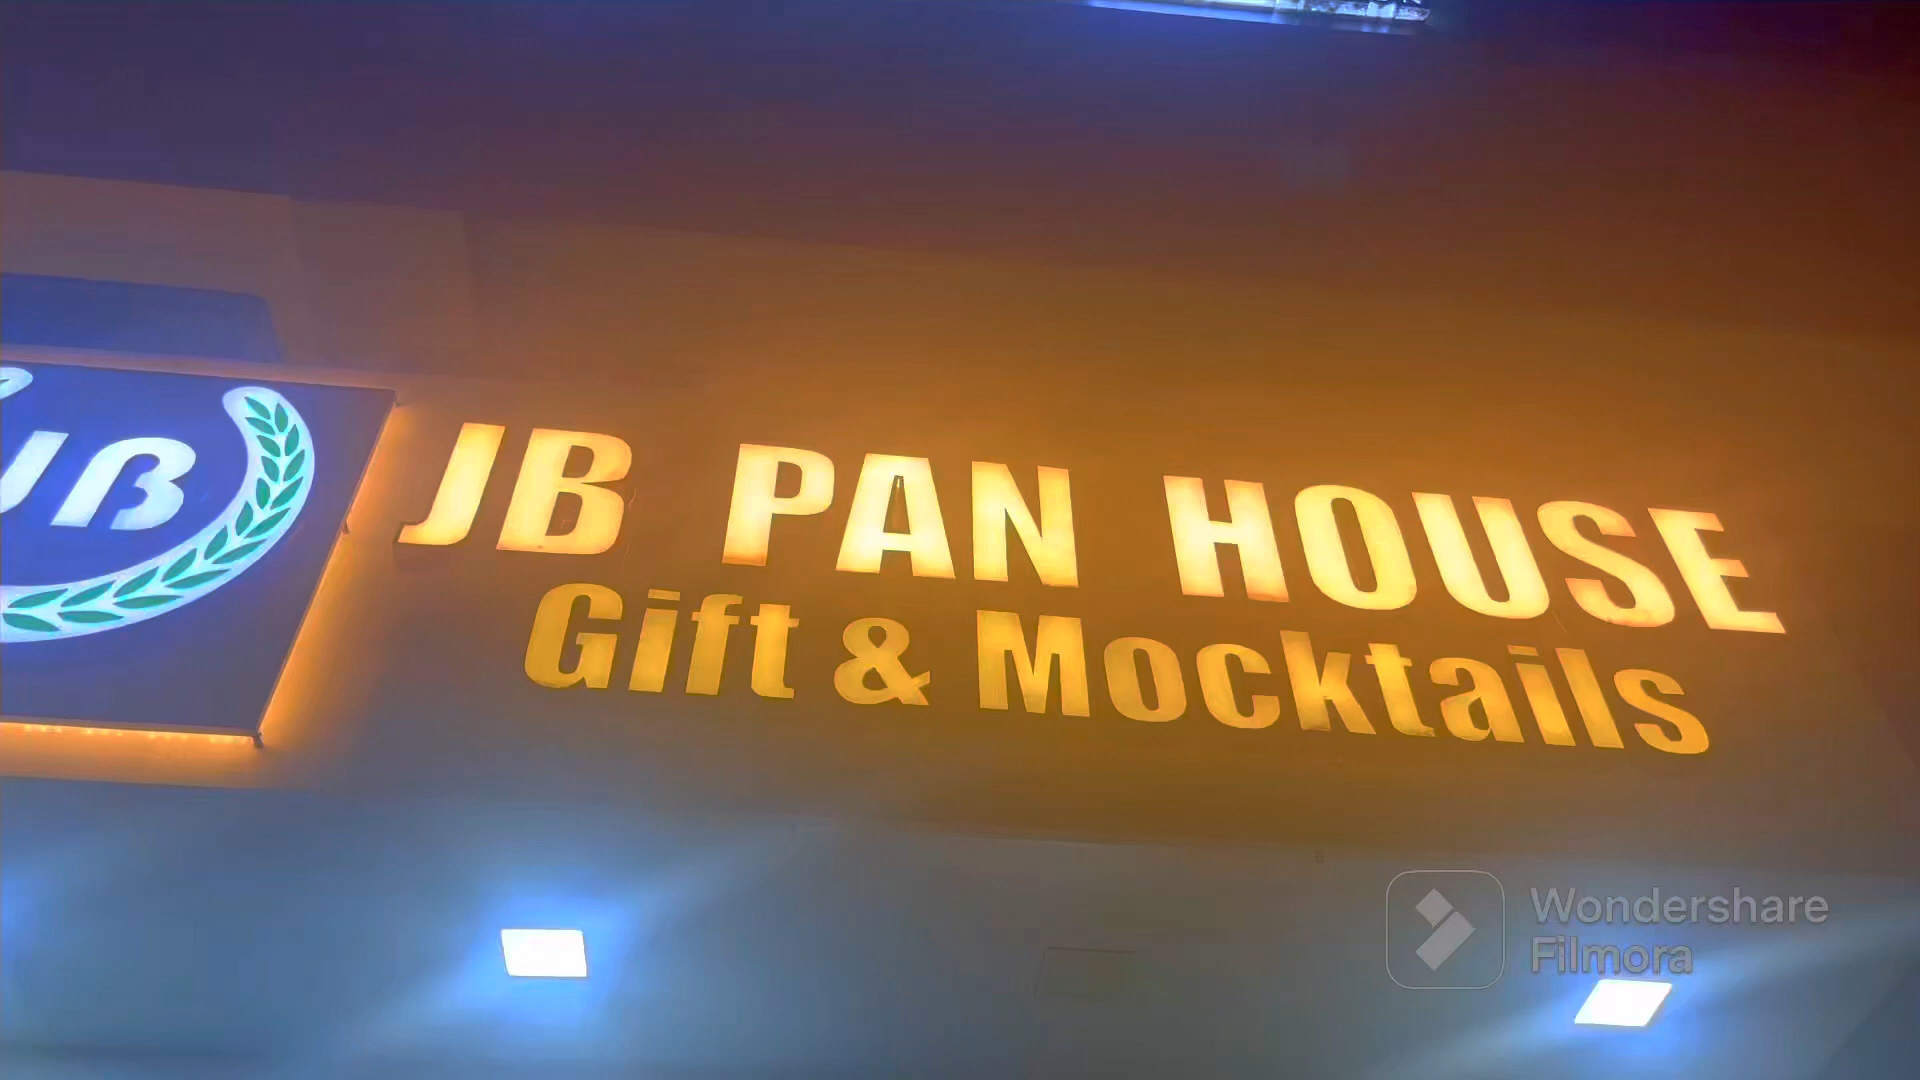 JB
JB PAN HOUSE
Gift & Mocktails
Wondershare
Filmora